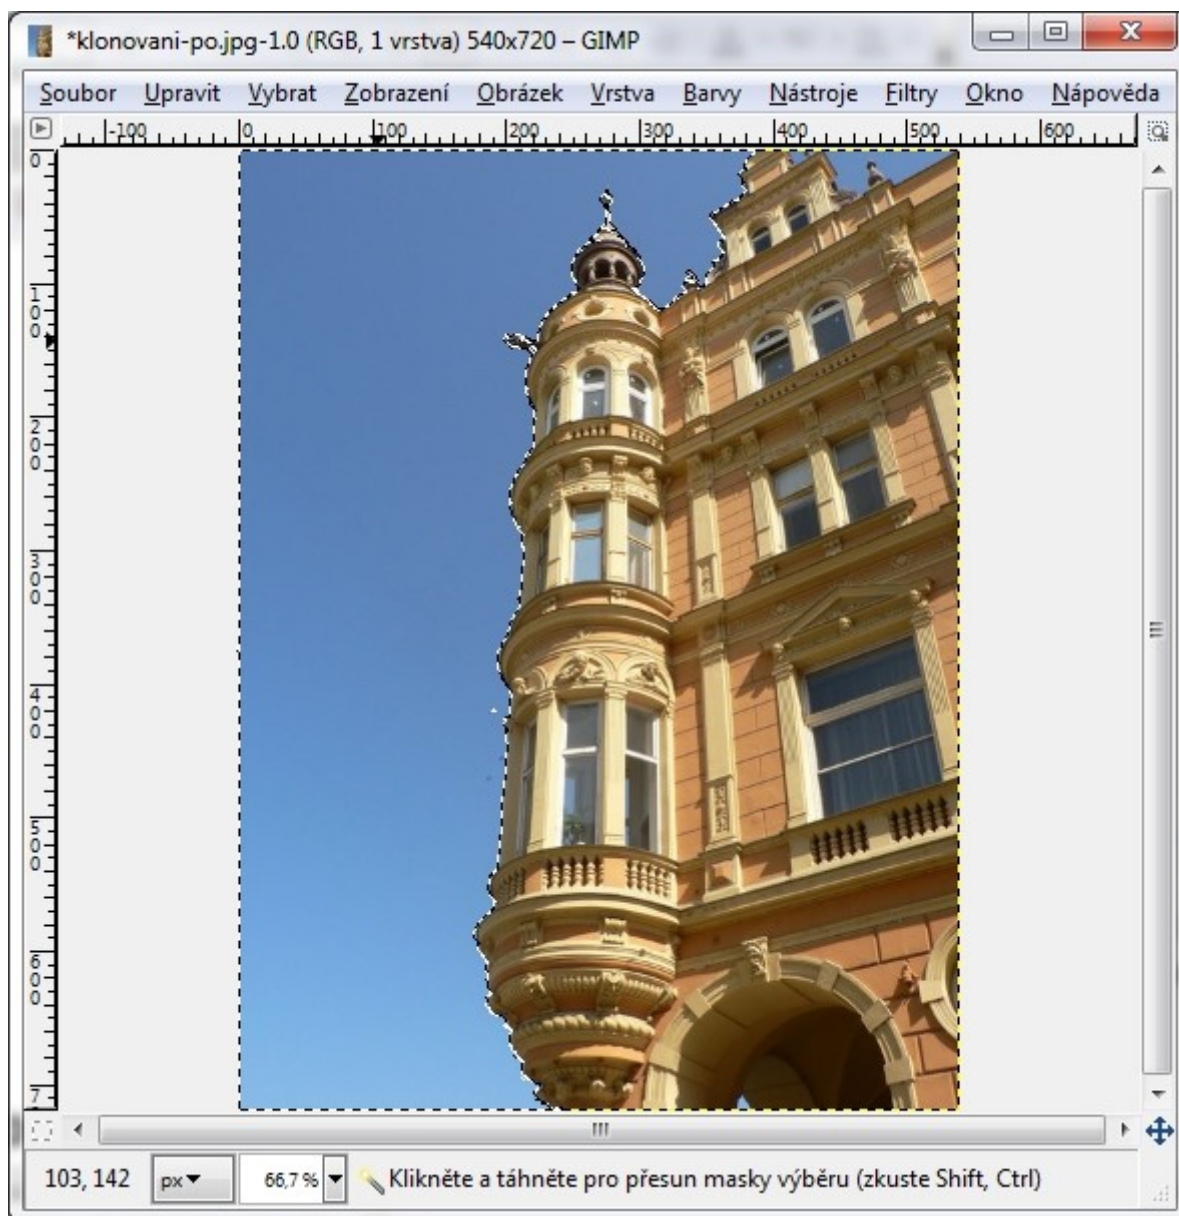 *klonovani-po.jpg-1.0 (RGB, 1 vrstva) 540x720 – GIMP
Soubor Upravit Vybrat Zobrazení Obrázek Vrstva Barvy Nástroje Filtry Okno Nápověda
-100 0 100 200 300 400 500 600
0
100
200
300
400
500
600
7
103, 142 px 66,7 % Klikněte a táhněte pro přesun masky výběru (zkuste Shift, Ctrl)